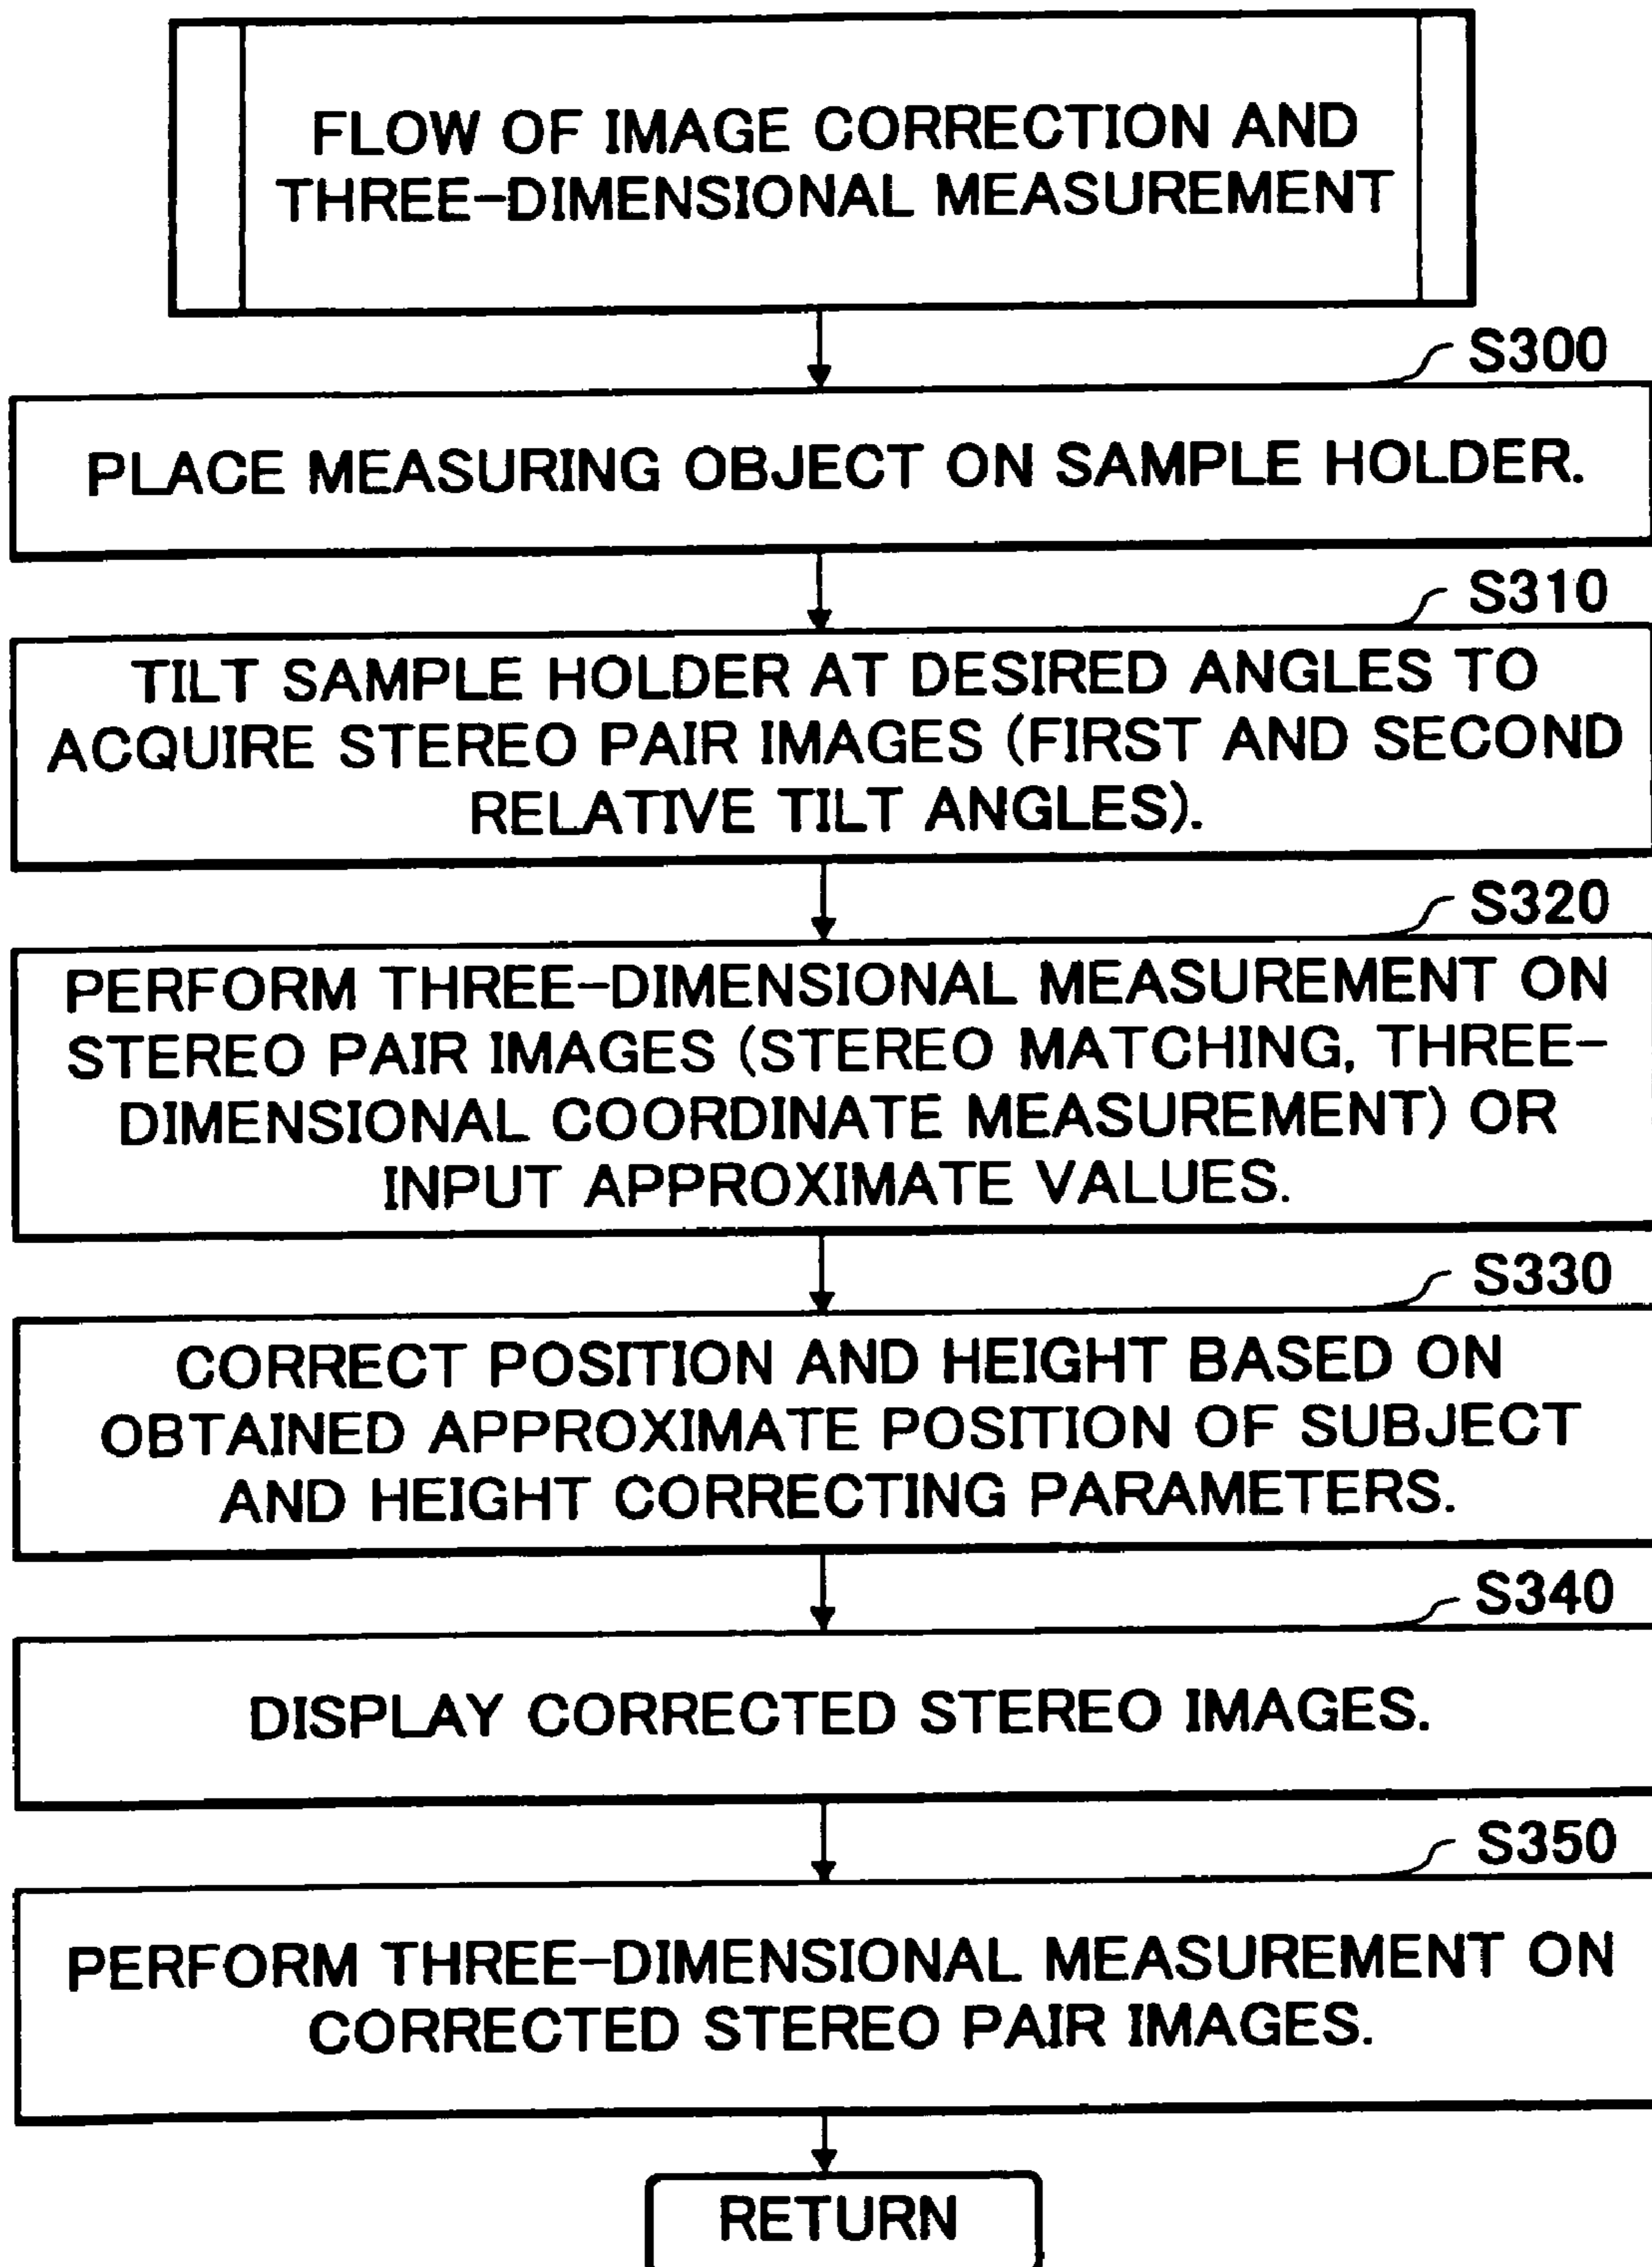 FLOW OF IMAGE CORRECTION AND
THREE-DIMENSIONAL MEASUREMENT
S300
PLACE MEASURING OBJECT ON SAMPLE HOLDER.
S310
TILT SAMPLE HOLDER AT DESIRED ANGLES TO
ACQUIRE STEREO PAIR IMAGES (FIRST AND SECOND
RELATIVE TILT ANGLES).
S320
PERFORM THREE-DIMENSIONAL MEASUREMENT ON
STEREO PAIR IMAGES (STEREO MATCHING, THREE-
DIMENSIONAL COORDINATE MEASUREMENT) OR
INPUT APPROXIMATE VALUES.
S330
CORRECT POSITION AND HEIGHT BASED ON
OBTAINED APPROXIMATE POSITION OF SUBJECT
AND HEIGHT CORRECTING PARAMETERS.
S340
DISPLAY CORRECTED STEREO IMAGES.
S350
PERFORM THREE-DIMENSIONAL MEASUREMENT ON
CORRECTED STEREO PAIR IMAGES.
RETURN